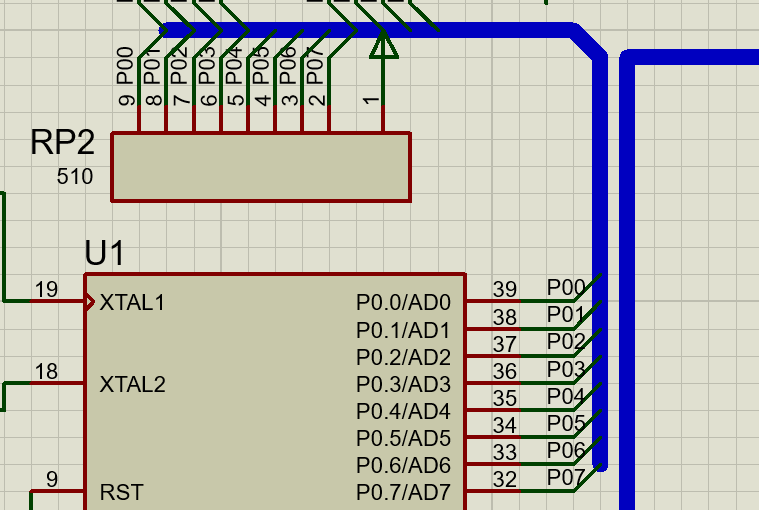 P00 P01 P02 P03 P04 P05 P06 P07
9 8 7 6 5 4 3 2 1
RP2
510
U1
19 XTAL1 P0.0/AD0 39 P00
P0.1/AD1 38 P01
P0.2/AD2 37 P02
18 XTAL2 P0.3/AD3 36 P03
P0.4/AD4 35 P04
P0.5/AD5 34 P05
P0.6/AD6 33 P06
9 RST P0.7/AD7 32 P07